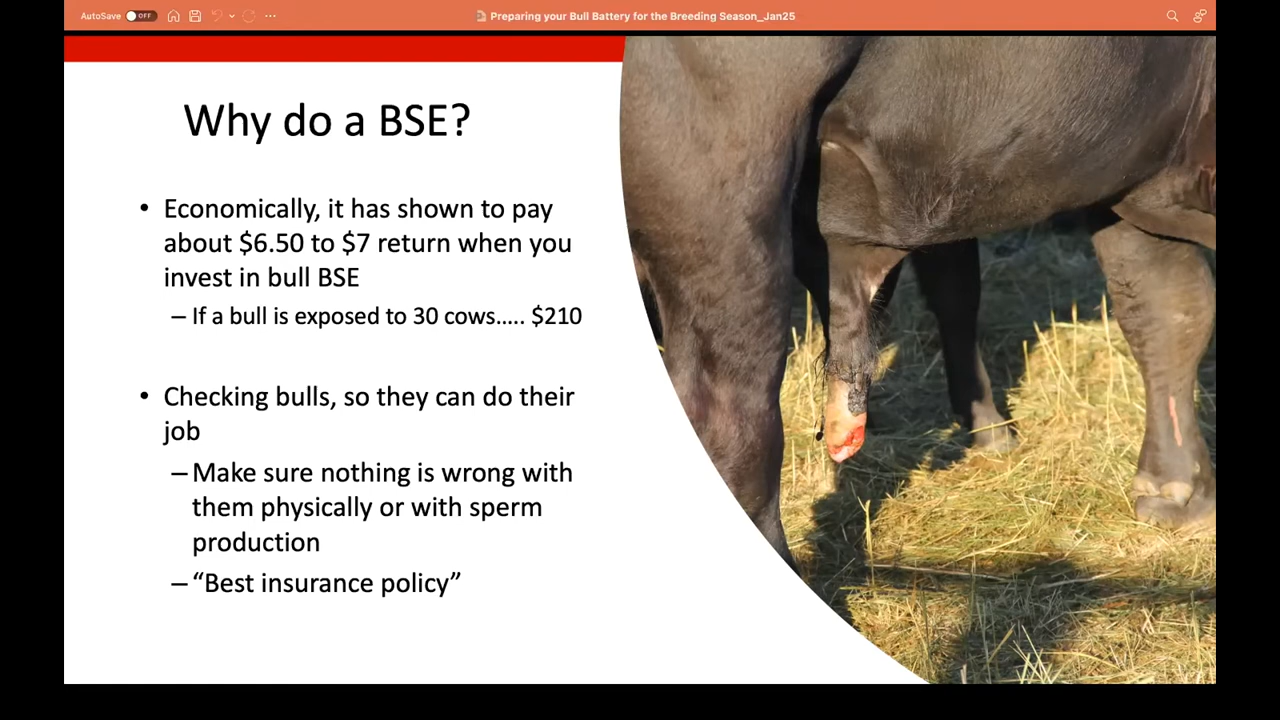 AutoSave OFF
Preparing your Bull Battery for the Breeding Season_Jan25
Why do a BSE?
• Economically, it has shown to pay
about $6.50 to $7 return when you
invest in bull BSE
– If a bull is exposed to 30 cows….. $210
• Checking bulls, so they can do their
job
– Make sure nothing is wrong with
them physically or with sperm
production
– “Best insurance policy”